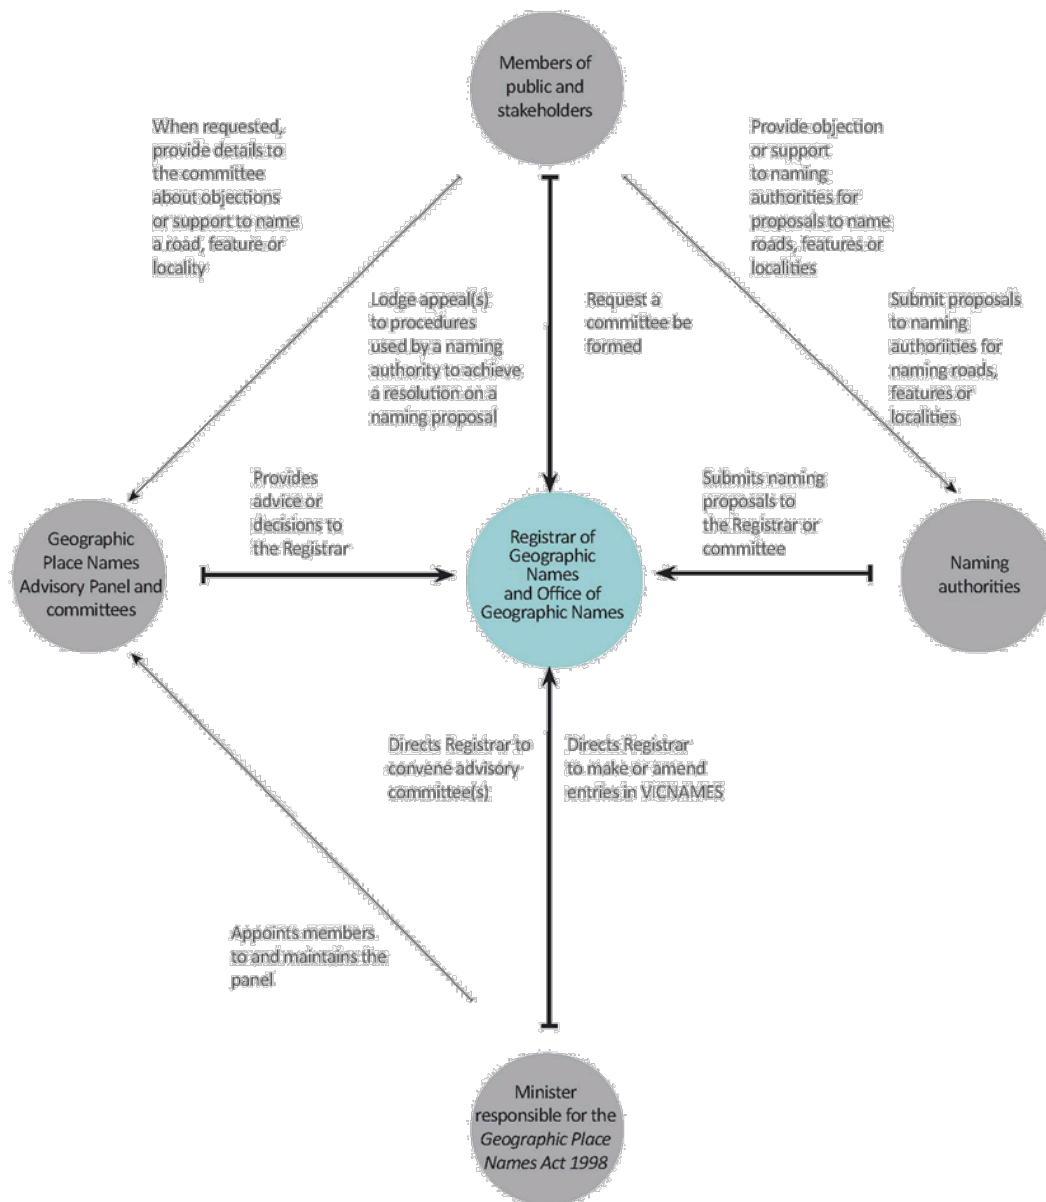 Members of
public and
stakeholders
When requested,
provide details to
the committee
about objections
or support to name
a road, feature or
locality
Provide objection
or support
to naming
authorities for
proposals to name
roads, features or
localities
Lodge appeal(s)
to procedures
used by a naming
authority to achieve
a resolution on a
naming proposal
Request a
committee be
formed
Submit proposals
to naming
authoriities for
naming roads,
features or
localities
Provides
advice or
decisions to
the Registrar
Submits naming
proposals to
the Registrar or
committee
Geographic
Place Names
Advisory Panel and
committees
Registrar of
Geographic
Names
and Office of
Geographic Names
Naming
authorities
Directs Registrar to
convene advisory
committee(s)
Directs Registrar
to make or amend
entries in VICNAMES
Appoints members
to and maintains the
panel
Minister
responsible for the
Geographic Place
Names Act 1998